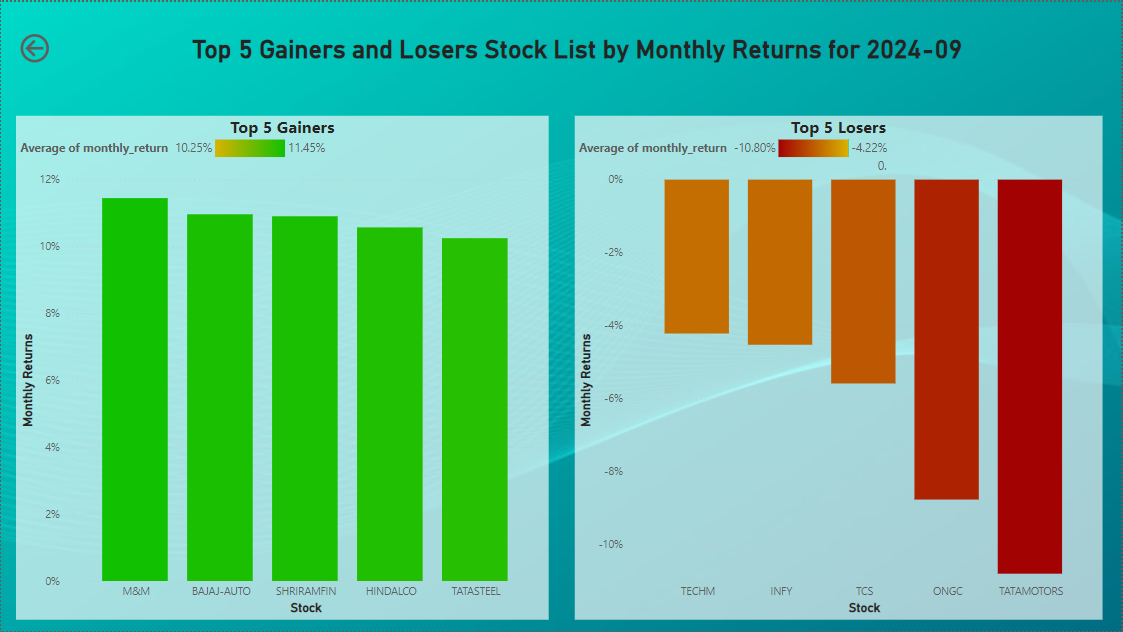 Top 5 Gainers and Losers Stock List by Monthly Returns for 2024-09
Top 5 Gainers
Average of monthly_return 10.25% 11.45%
12%
10%
8%
6%
4%
2%
0%
Monthly Returns
M&M BAJAJ-AUTO SHRIRAMFIN HINDALCO TATASTEEL
Stock
Top 5 Losers
Average of monthly_return -10.80% -4.22%
0.
0%
-2%
-4%
-6%
-8%
-10%
Monthly Returns
TECHM INFY TCS ONGC TATAMOTORS
Stock